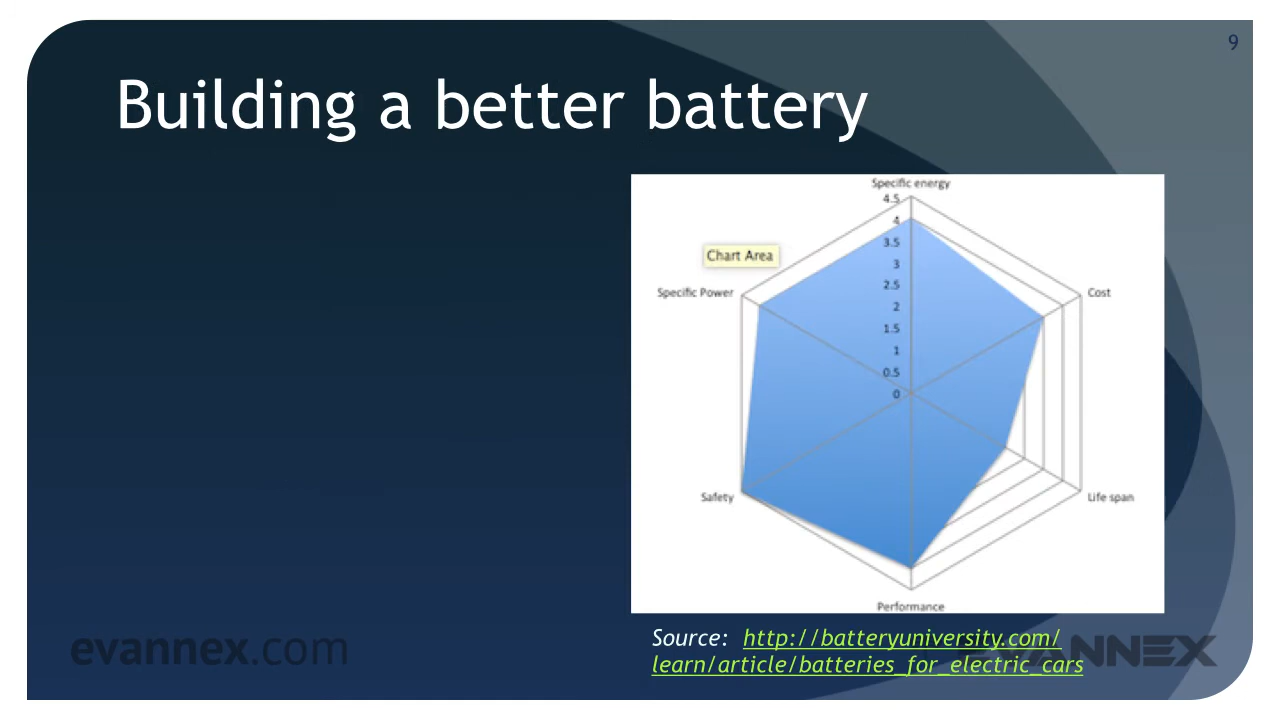 9
Building a better battery
Specific energy
4.5
4
3.5
3
2.5
2
1.5
1
0.5
0
Chart Area
Specific Power
Cost
Safety
Life span
Performance
Source: http://batteryuniversity.com/
learn/article/batteries_for_electric_cars
evannex.com
EVANNEX